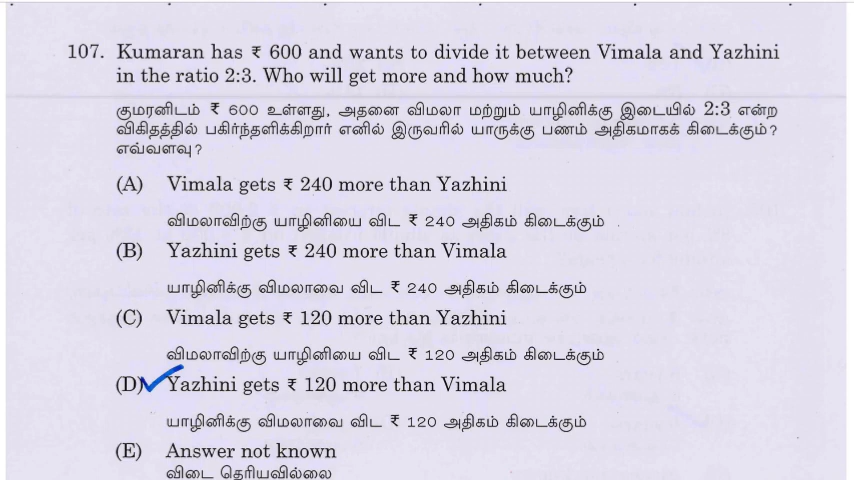 107. Kumaran has ₹ 600 and wants to divide it between Vimala and Yazhini
in the ratio 2:3. Who will get more and how much?
குமரனிடம் ₹ 600 உள்ளது, அதனை விமலா மற்றும் யாழினிக்கு இடையில் 2:3 என்ற
விகிதத்தில் பகிர்ந்தளிக்கிறார் எனில் இருவரில் யாருக்கு பணம் அதிகமாகக் கிடைக்கும்?
எவ்வளவு?
(A) Vimala gets ₹ 240 more than Yazhini
விமலாவிற்கு யாழினியை விட ₹ 240 அதிகம் கிடைக்கும்
(B) Yazhini gets ₹ 240 more than Vimala
யாழினிக்கு விமலாவை விட ₹ 240 அதிகம் கிடைக்கும்
(C) Vimala gets ₹ 120 more than Yazhini
விமலாவிற்கு யாழினியை விட ₹ 120 அதிகம் கிடைக்கும்
(D) Yazhini gets ₹ 120 more than Vimala
யாழினிக்கு விமலாவை விட ₹ 120 அதிகம் கிடைக்கும்
(E) Answer not known
விடை தெரியவில்லை